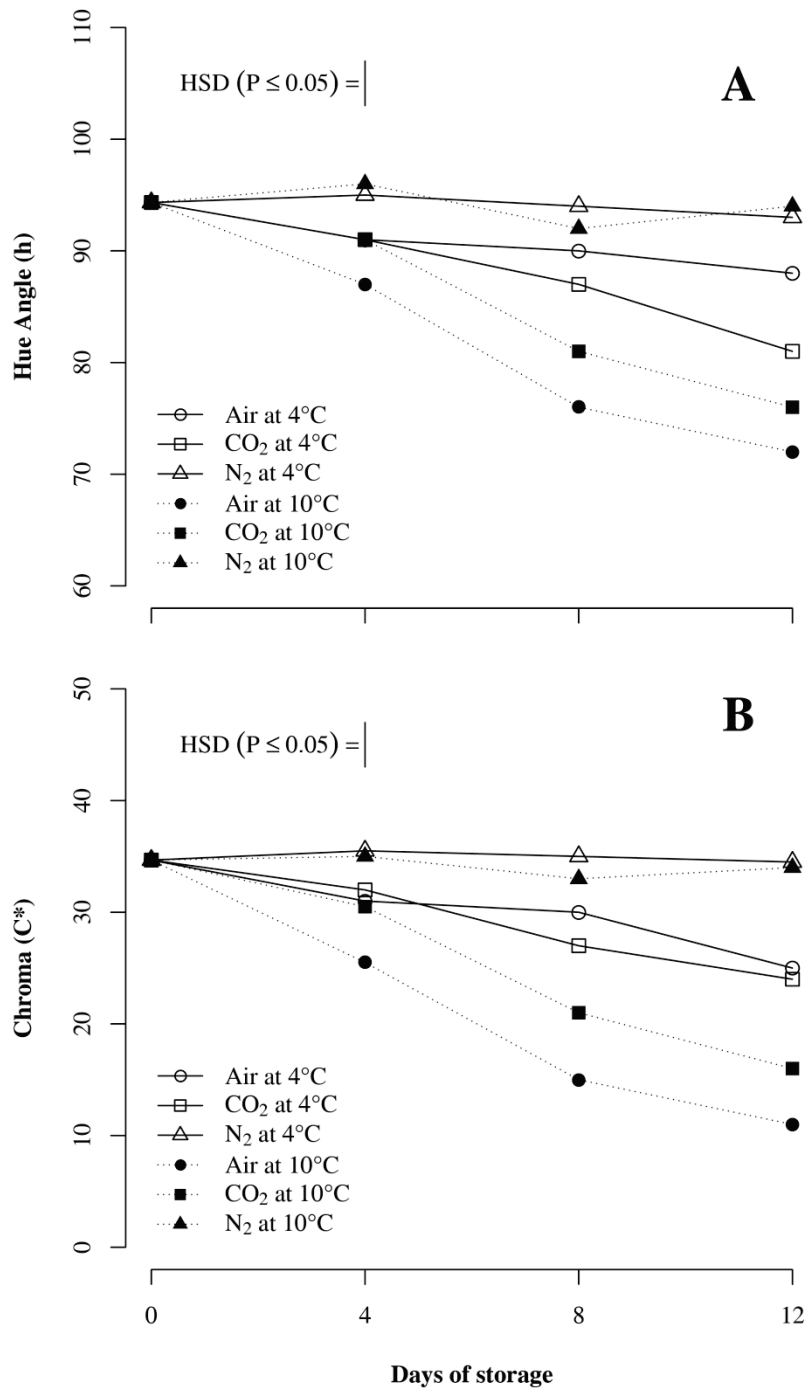 110
HSD (P ≤ 0.05) =
A
100
90
80
70
60
Hue Angle (h)
Air at 4°C
CO₂ at 4°C
N₂ at 4°C
Air at 10°C
CO₂ at 10°C
N₂ at 10°C
50
HSD (P ≤ 0.05) =
B
40
30
20
10
0
Chroma (C*)
Air at 4°C
CO₂ at 4°C
N₂ at 4°C
Air at 10°C
CO₂ at 10°C
N₂ at 10°C
0 4 8 12
Days of storage